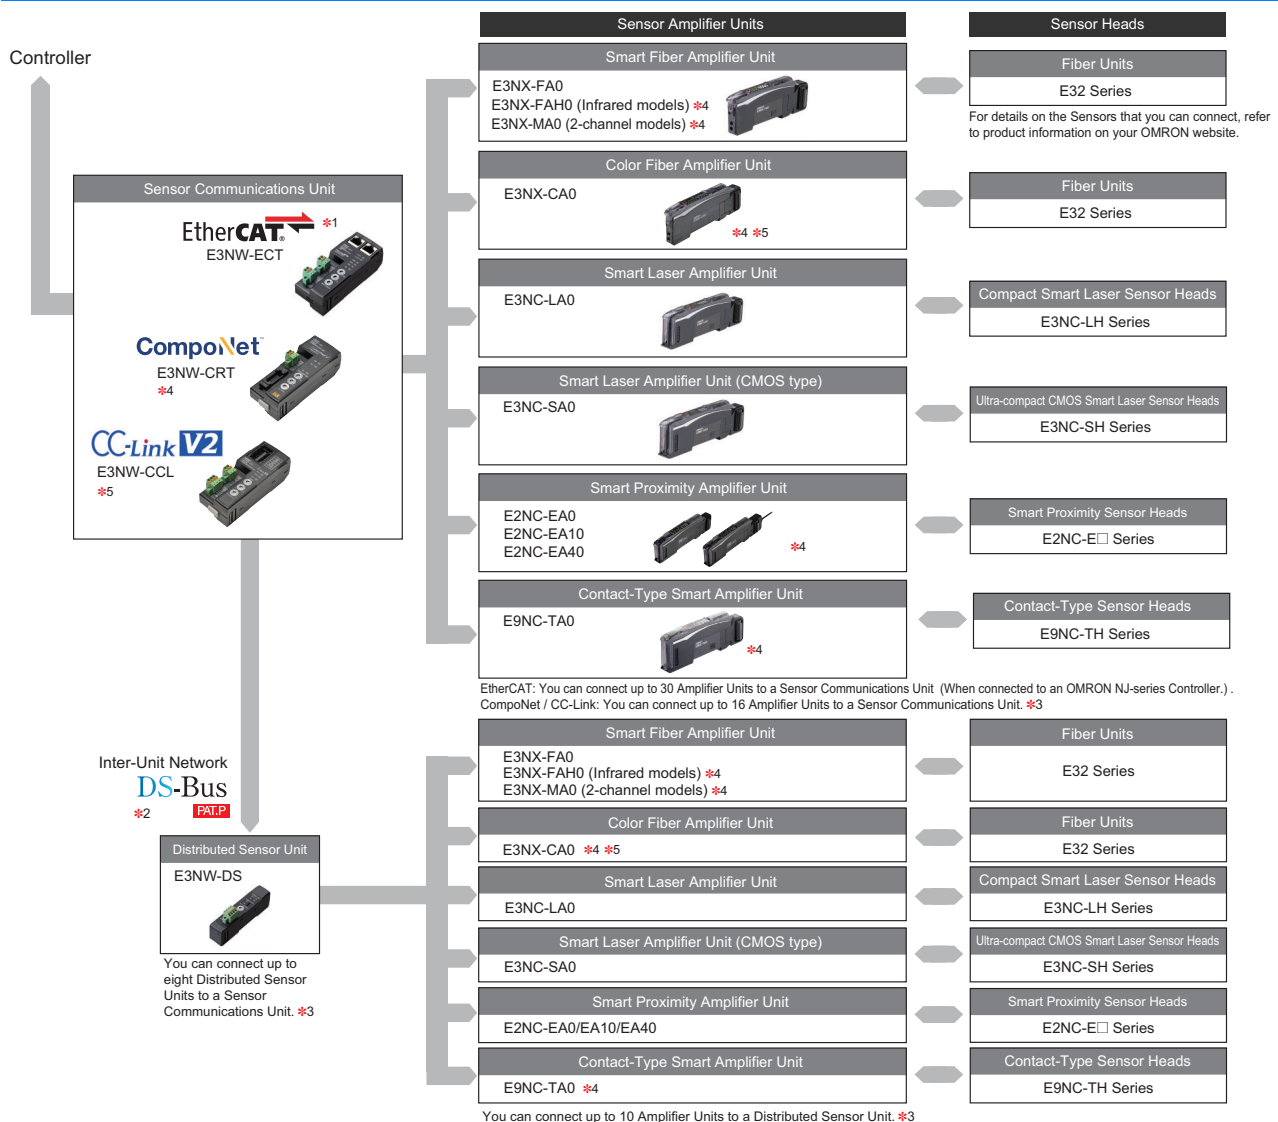 Controller
Sensor Communications Unit
EtherCAT® *1
E3NW-ECT
CompoNet™
E3NW-CRT
*4
CC-Link V2
E3NW-CCL
*5
Inter-Unit Network
DS-Bus
*2 PAT.P
Distributed Sensor Unit
E3NW-DS
You can connect up to
eight Distributed Sensor
Units to a Sensor
Communications Unit. *3
Sensor Amplifier Units
Sensor Heads
Smart Fiber Amplifier Unit
E3NX-FA0
E3NX-FAH0 (Infrared models) *4
E3NX-MA0 (2-channel models) *4
Fiber Units
E32 Series
For details on the Sensors that you can connect, refer
to product information on your OMRON website.
Color Fiber Amplifier Unit
E3NX-CA0
*4 *5
Fiber Units
E32 Series
Smart Laser Amplifier Unit
E3NC-LA0
Compact Smart Laser Sensor Heads
E3NC-LH Series
Smart Laser Amplifier Unit (CMOS type)
E3NC-SA0
Ultra-compact CMOS Smart Laser Sensor Heads
E3NC-SH Series
Smart Proximity Amplifier Unit
E2NC-EA0
E2NC-EA10
E2NC-EA40
*4
Smart Proximity Sensor Heads
E2NC-E□ Series
Contact-Type Smart Amplifier Unit
E9NC-TA0
*4
Contact-Type Sensor Heads
E9NC-TH Series
EtherCAT: You can connect up to 30 Amplifier Units to a Sensor Communications Unit (When connected to an OMRON NJ-series Controller.) .
CompoNet / CC-Link: You can connect up to 16 Amplifier Units to a Sensor Communications Unit. *3
Smart Fiber Amplifier Unit
E3NX-FA0
E3NX-FAH0 (Infrared models) *4
E3NX-MA0 (2-channel models) *4
Fiber Units
E32 Series
Color Fiber Amplifier Unit
E3NX-CA0 *4 *5
Fiber Units
E32 Series
Smart Laser Amplifier Unit
E3NC-LA0
Compact Smart Laser Sensor Heads
E3NC-LH Series
Smart Laser Amplifier Unit (CMOS type)
E3NC-SA0
Ultra-compact CMOS Smart Laser Sensor Heads
E3NC-SH Series
Smart Proximity Amplifier Unit
E2NC-EA0/EA10/EA40
Smart Proximity Sensor Heads
E2NC-E□ Series
Contact-Type Smart Amplifier Unit
E9NC-TA0 *4
Contact-Type Sensor Heads
E9NC-TH Series
You can connect up to 10 Amplifier Units to a Distributed Sensor Unit. *3